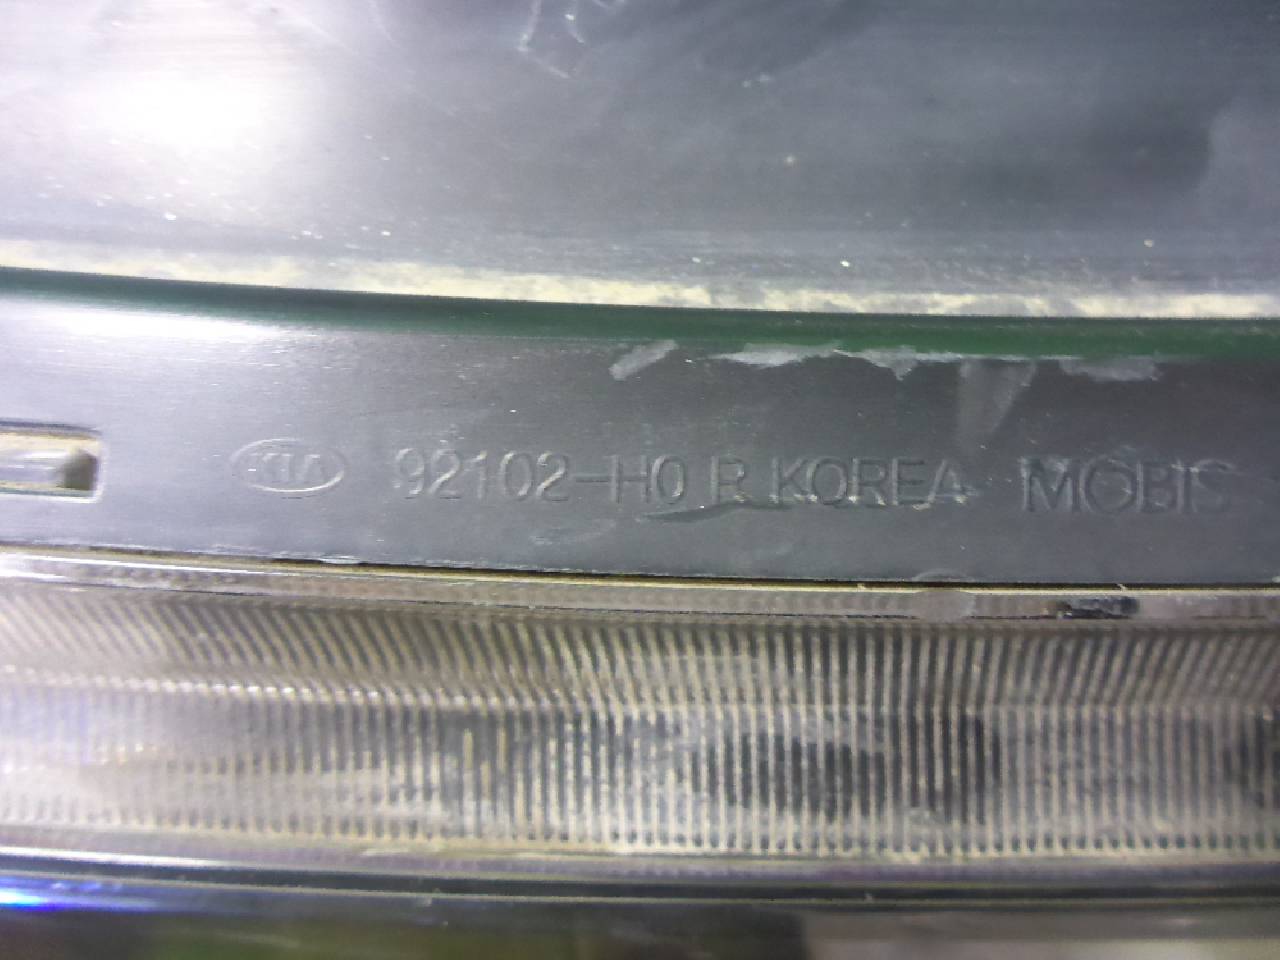 KIA 92102-H0 R KOREA MOBIS